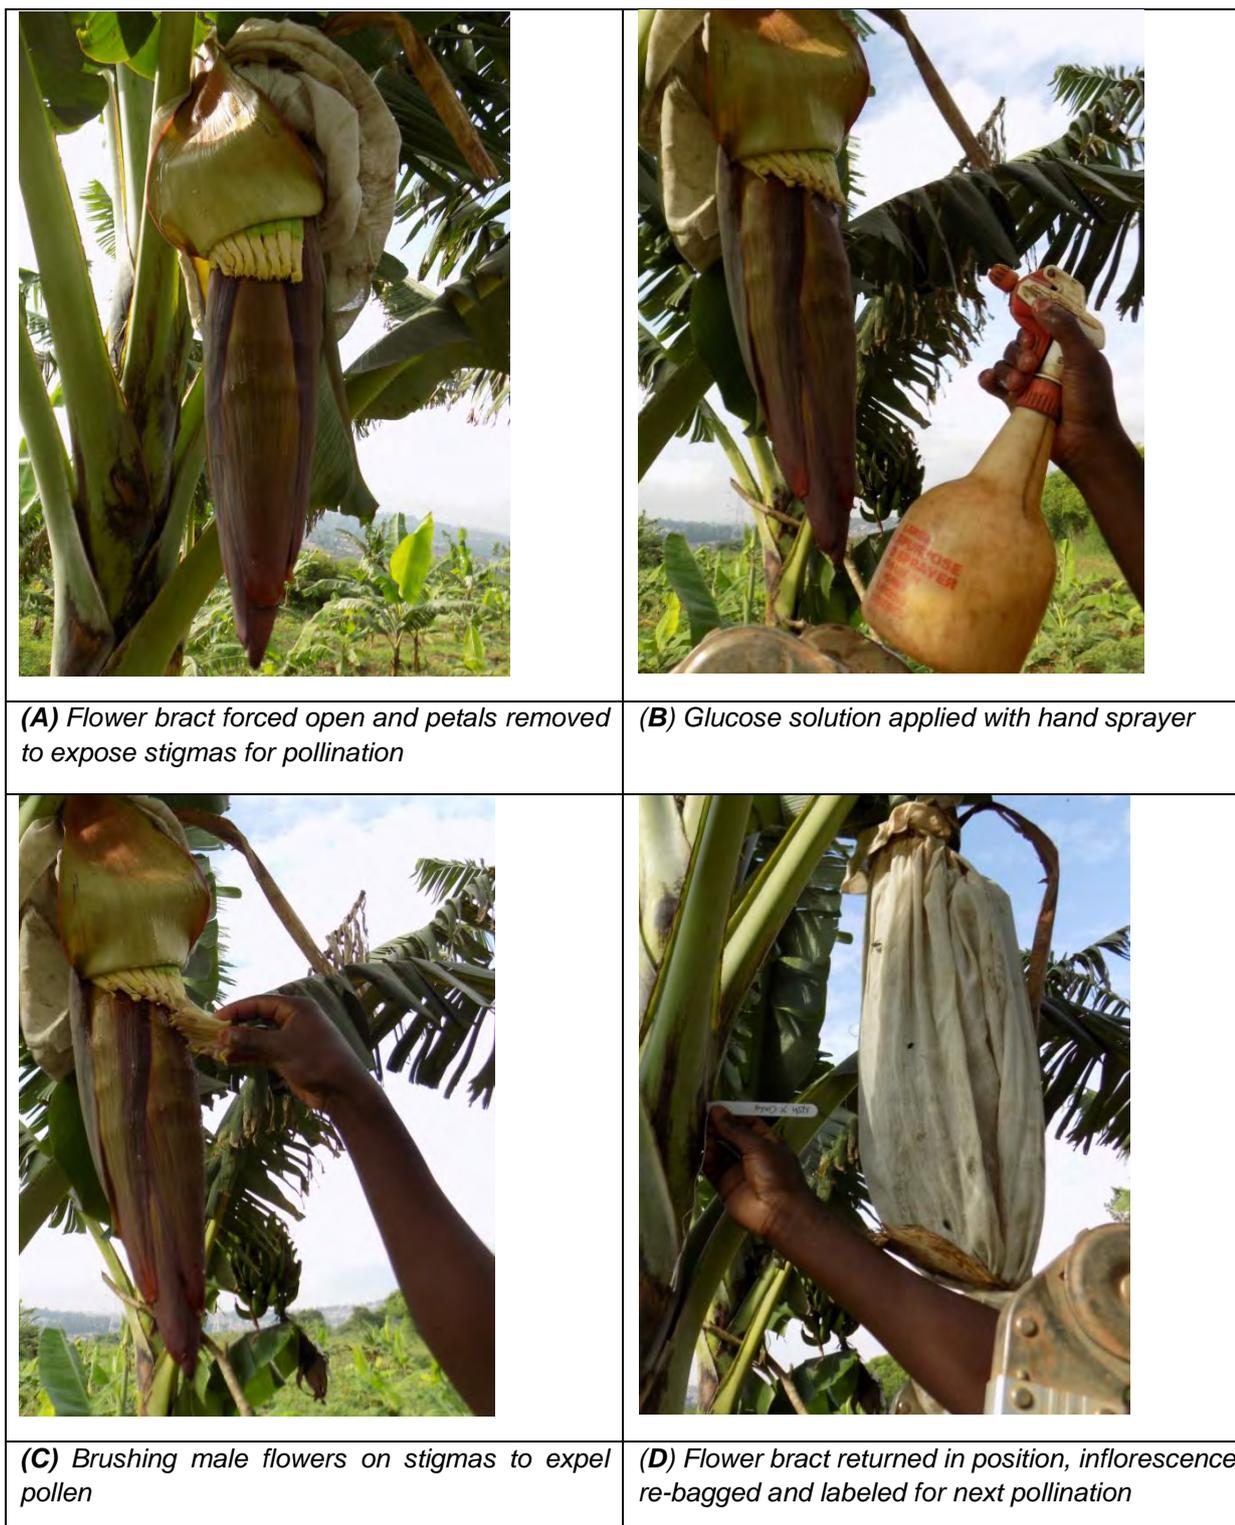 PURPOSE
SPRAYER
(A) Flower bract forced open and petals removed
to expose stigmas for pollination
(B) Glucose solution applied with hand sprayer
(C) Brushing male flowers on stigmas to expel
pollen
(D) Flower bract returned in position, inflorescence
re-bagged and labeled for next pollination